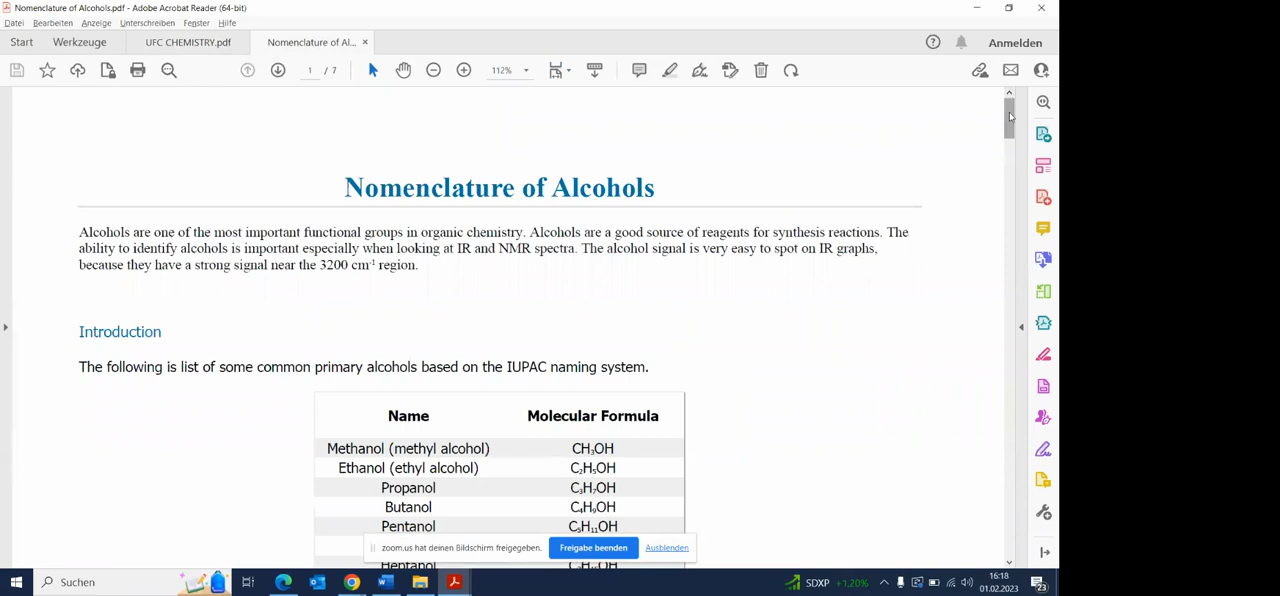 Nomenclature of Alcohols.pdf - Adobe Acrobat Reader (64-bit)
Datei Bearbeiten Anzeige Unterschreiben Fenster Hilfe
Start Werkzeuge UFC CHEMISTRY.pdf Nomenclature of Al... × Anmelden
1 / 7 112%
Nomenclature of Alcohols
Alcohols are one of the most important functional groups in organic chemistry. Alcohols are a good source of reagents for synthesis reactions. The
ability to identify alcohols is important especially when looking at IR and NMR spectra. The alcohol signal is very easy to spot on IR graphs,
because they have a strong signal near the 3200 cm⁻¹ region.
Introduction
The following is list of some common primary alcohols based on the IUPAC naming system.
Name Molecular Formula
Methanol (methyl alcohol) CH₃OH
Ethanol (ethyl alcohol) C₂H₅OH
Propanol C₃H₇OH
Butanol C₄H₉OH
Pentanol C₅H₁₁OH
zoom.us hat deinen Bildschirm freigegeben. Freigabe beenden Ausblenden
Heptanol
Suchen SDXP +1,20% 16:18
01.02.2023 23